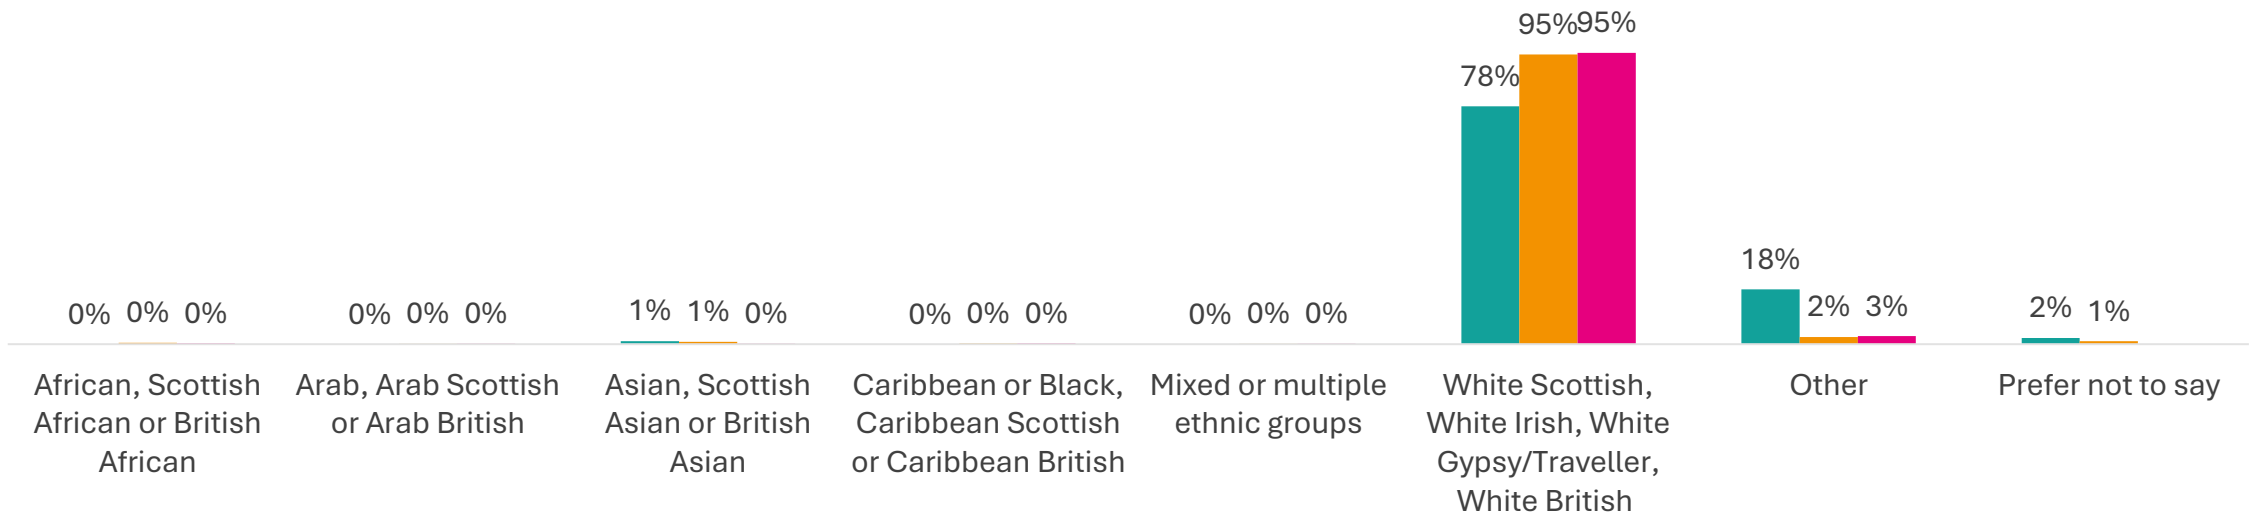 95%95%
78%
18%
0% 0% 0%
0% 0% 0%
1% 1% 0%
0% 0% 0%
0% 0% 0%
2% 3%
2% 1%
African, Scottish
African or British
African
Arab, Arab Scottish
or Arab British
Asian, Scottish
Asian or British
Asian
Caribbean or Black,
Caribbean Scottish
or Caribbean British
Mixed or multiple
ethnic groups
White Scottish,
White Irish, White
Gypsy/Traveller,
White British
Other
Prefer not to say